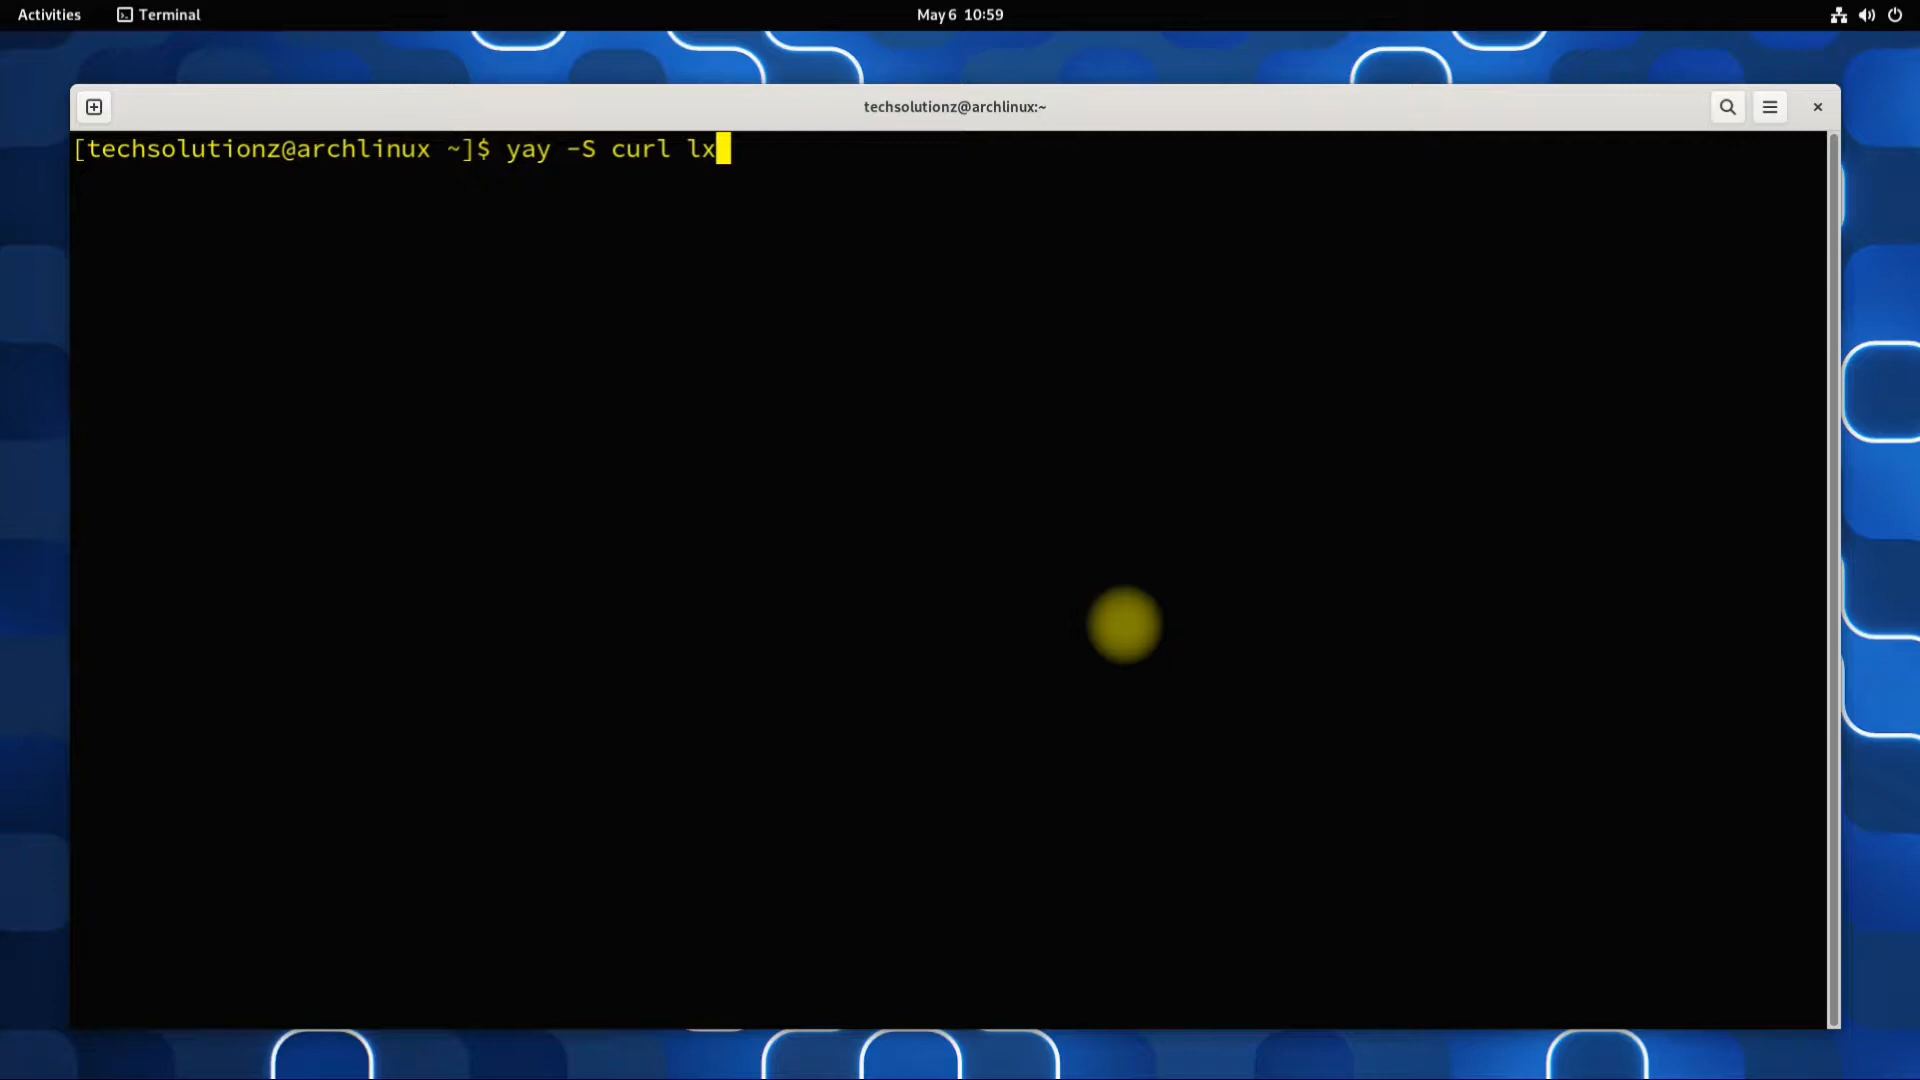 Activities Terminal May 6 10:59
techsolutionz@archlinux:~
[techsolutionz@archlinux ~]$ yay -S curl lx